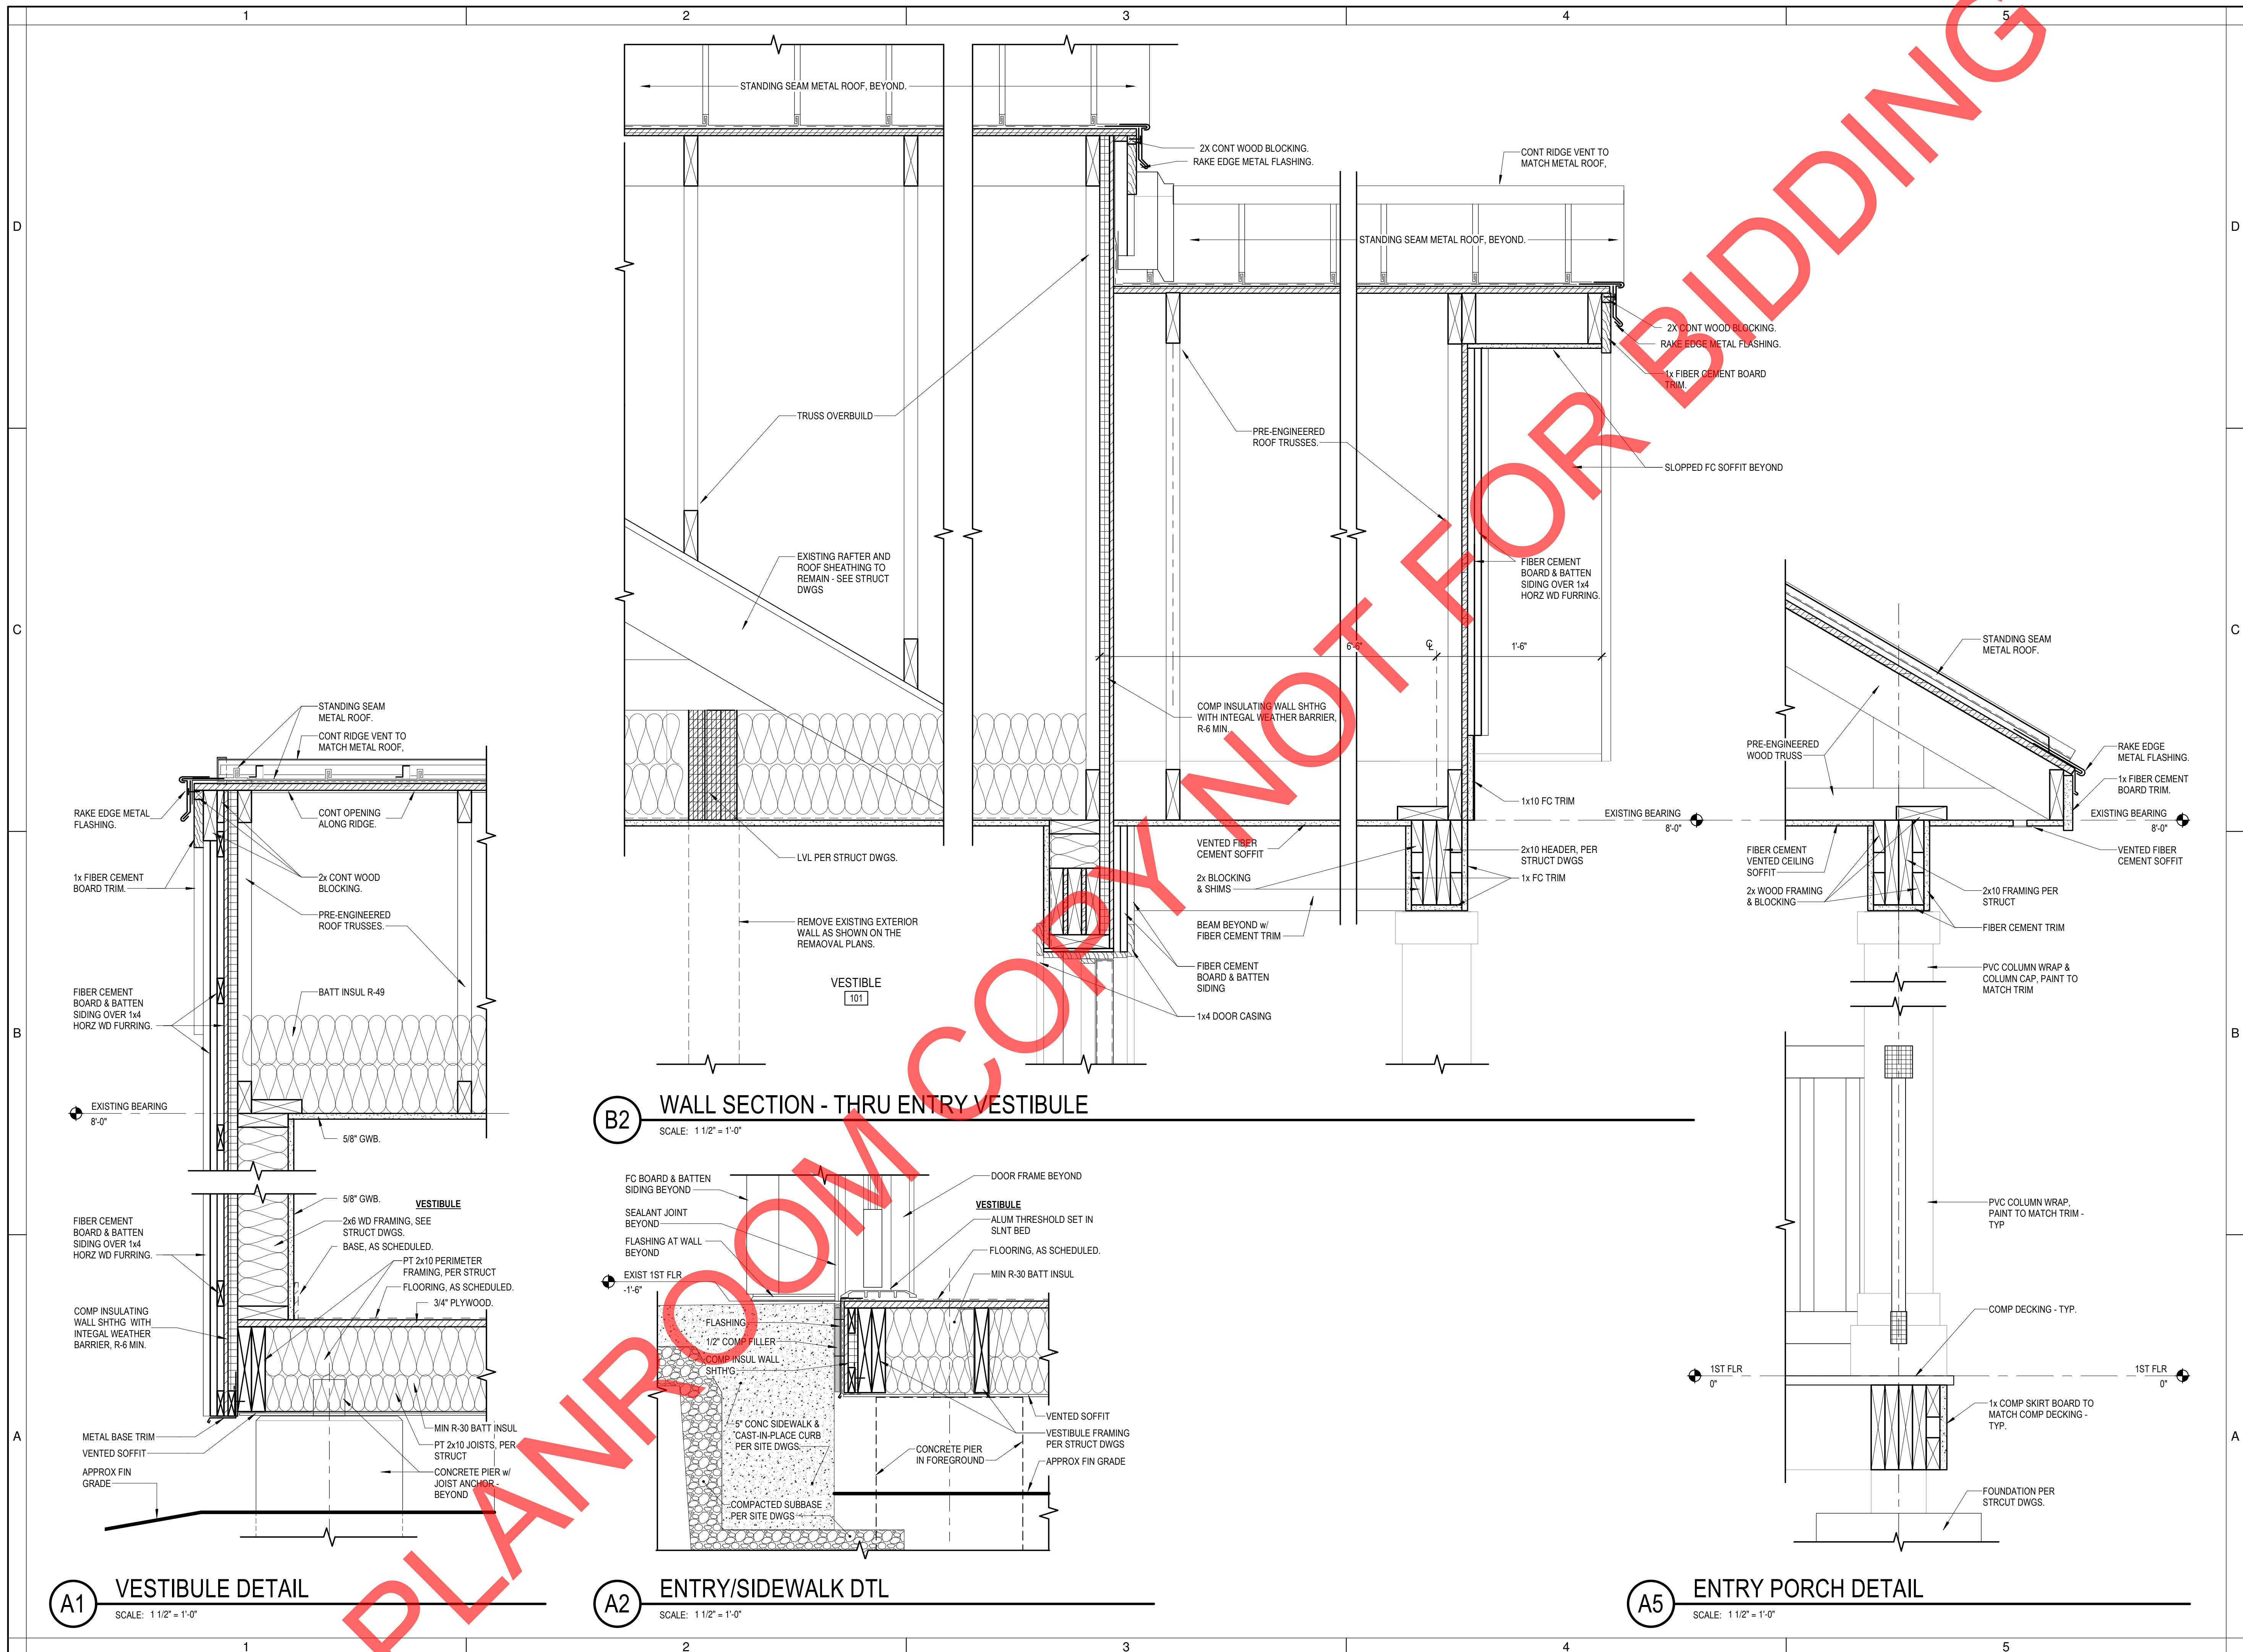 1
2
3
4
5
D
C
B
A
D
C
B
A
1
2
3
4
5
PLANROOM COPY NOT FOR BIDDING
STANDING SEAM METAL ROOF, BEYOND.
2X CONT WOOD BLOCKING.
RAKE EDGE METAL FLASHING.
CONT RIDGE VENT TO
MATCH METAL ROOF,
STANDING SEAM METAL ROOF, BEYOND.
2X CONT WOOD BLOCKING.
RAKE EDGE METAL FLASHING.
1x FIBER CEMENT BOARD
TRIM.
TRUSS OVERBUILD
PRE-ENGINEERED
ROOF TRUSSES.
SLOPPED FC SOFFIT BEYOND
EXISTING RAFTER AND
ROOF SHEATHING TO
REMAIN - SEE STRUCT
DWGS
FIBER CEMENT
BOARD & BATTEN
SIDING OVER 1x4
HORZ WD FURRING.
6'-6"
℄
1'-6"
COMP INSULATING WALL SHTHG
WITH INTEGAL WEATHER BARRIER,
R-6 MIN.
1x10 FC TRIM
EXISTING BEARING
8'-0"
LVL PER STRUCT DWGS.
VENTED FIBER
CEMENT SOFFIT
2x10 HEADER, PER
STRUCT DWGS
2x BLOCKING
& SHIMS
1x FC TRIM
REMOVE EXISTING EXTERIOR
WALL AS SHOWN ON THE
REMAOVAL PLANS.
BEAM BEYOND w/
FIBER CEMENT TRIM
FIBER CEMENT
BOARD & BATTEN
SIDING
VESTIBLE
101
1x4 DOOR CASING
B2
WALL SECTION - THRU ENTRY VESTIBULE
SCALE: 1 1/2" = 1'-0"
STANDING SEAM
METAL ROOF.
CONT RIDGE VENT TO
MATCH METAL ROOF,
RAKE EDGE METAL
FLASHING.
CONT OPENING
ALONG RIDGE.
1x FIBER CEMENT
BOARD TRIM.
2x CONT WOOD
BLOCKING.
PRE-ENGINEERED
ROOF TRUSSES.
FIBER CEMENT
BOARD & BATTEN
SIDING OVER 1x4
HORZ WD FURRING.
BATT INSUL R-49
EXISTING BEARING
8'-0"
5/8" GWB.
5/8" GWB.
VESTIBULE
FIBER CEMENT
BOARD & BATTEN
SIDING OVER 1x4
HORZ WD FURRING.
2x6 WD FRAMING, SEE
STRUCT DWGS.
BASE, AS SCHEDULED.
PT 2x10 PERIMETER
FRAMING, PER STRUCT
FLOORING, AS SCHEDULED.
3/4" PLYWOOD.
COMP INSULATING
WALL SHTHG WITH
INTEGAL WEATHER
BARRIER, R-6 MIN.
METAL BASE TRIM
VENTED SOFFIT
APPROX FIN
GRADE
MIN R-30 BATT INSUL
PT 2x10 JOISTS, PER
STRUCT
CONCRETE PIER w/
JOIST ANCHOR -
BEYOND
A1
VESTIBULE DETAIL
SCALE: 1 1/2" = 1'-0"
FC BOARD & BATTEN
SIDING BEYOND
SEALANT JOINT
BEYOND
FLASHING AT WALL
BEYOND
EXIST 1ST FLR
-1'-6"
DOOR FRAME BEYOND
VESTIBULE
ALUM THRESHOLD SET IN
SLNT BED
FLOORING, AS SCHEDULED.
MIN R-30 BATT INSUL
FLASHING
1/2" COMP FILLER
COMP INSUL WALL
SHTH'G
5" CONC SIDEWALK &
CAST-IN-PLACE CURB
PER SITE DWGS
VENTED SOFFIT
VESTIBULE FRAMING
PER STRUCT DWGS
CONCRETE PIER
IN FOREGROUND
APPROX FIN GRADE
COMPACTED SUBBASE
PER SITE DWGS
A2
ENTRY/SIDEWALK DTL
SCALE: 1 1/2" = 1'-0"
STANDING SEAM
METAL ROOF.
PRE-ENGINEERED
WOOD TRUSS
RAKE EDGE
METAL FLASHING.
1x FIBER CEMENT
BOARD TRIM.
EXISTING BEARING
8'-0"
FIBER CEMENT
VENTED CEILING
SOFFIT
VENTED FIBER
CEMENT SOFFIT
2x WOOD FRAMING
& BLOCKING
2x10 FRAMING PER
STRUCT
FIBER CEMENT TRIM
PVC COLUMN WRAP &
COLUMN CAP, PAINT TO
MATCH TRIM
PVC COLUMN WRAP,
PAINT TO MATCH TRIM -
TYP
COMP DECKING - TYP.
1ST FLR
0"
1ST FLR
0"
1x COMP SKIRT BOARD TO
MATCH COMP DECKING -
TYP.
FOUNDATION PER
STRCUT DWGS.
A5
ENTRY PORCH DETAIL
SCALE: 1 1/2" = 1'-0"